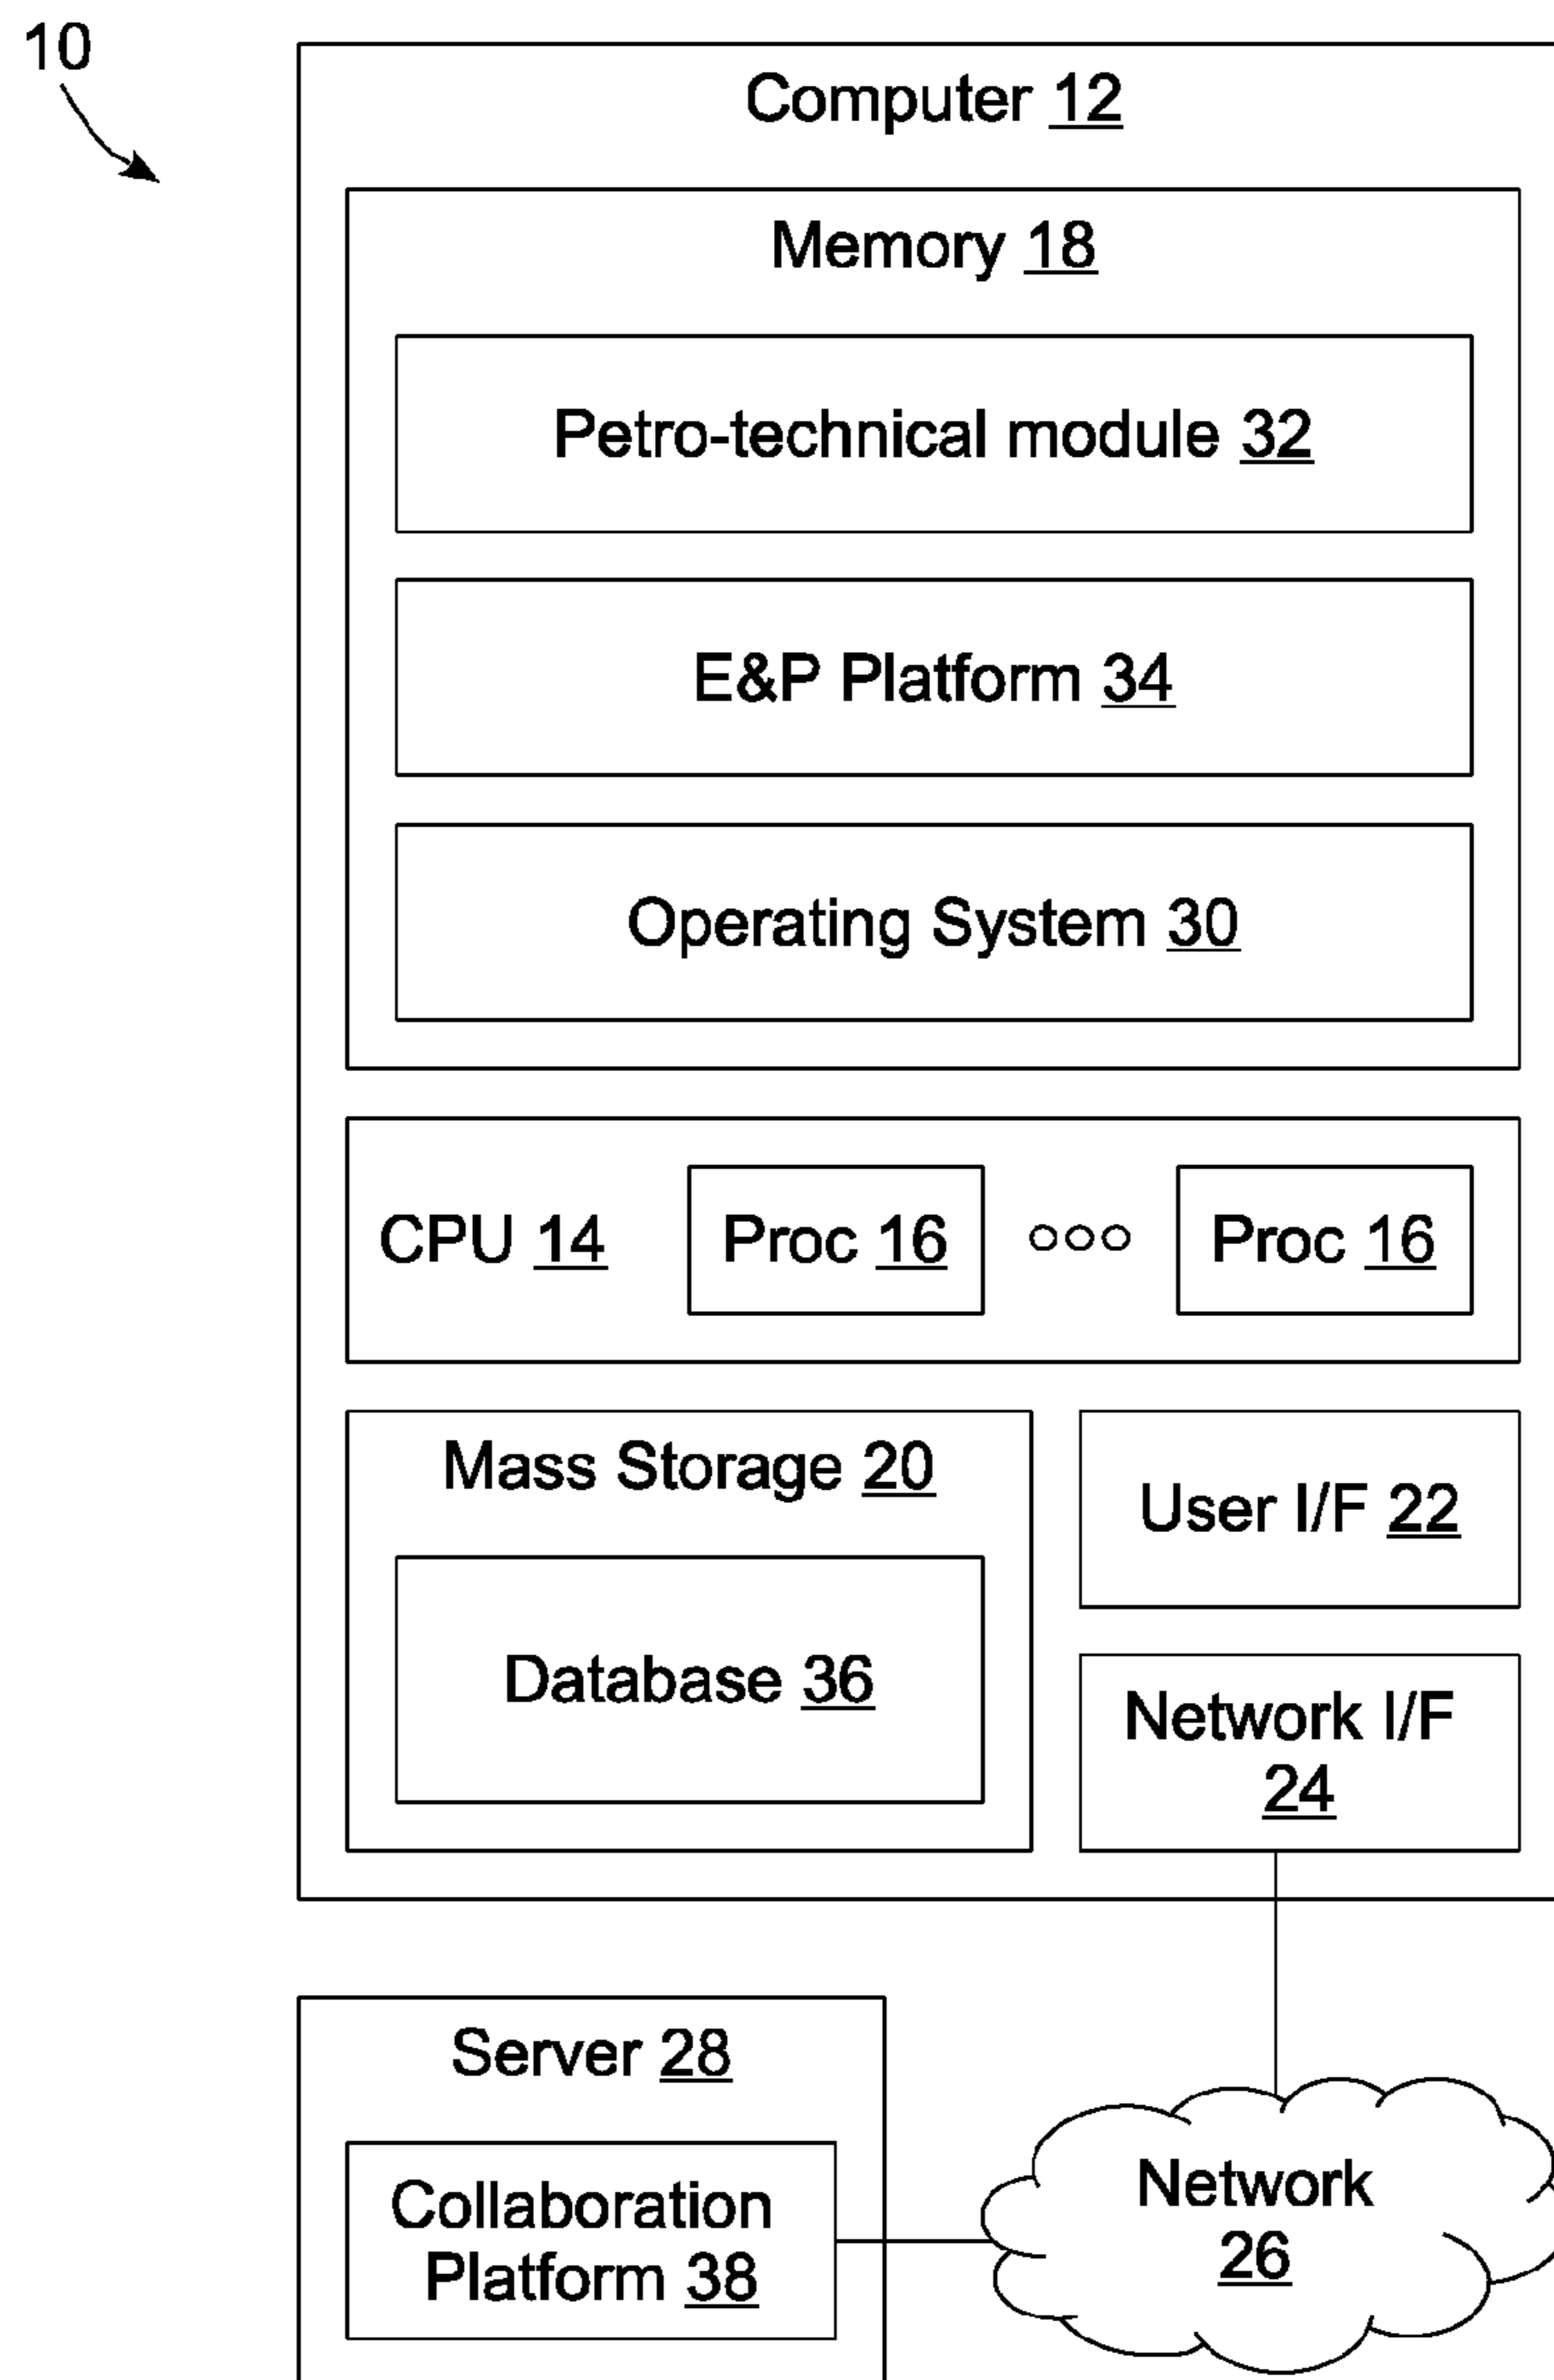 10
Computer 12
Memory 18
Petro-technical module 32
E&P Platform 34
Operating System 30
CPU 14
Proc 16
Proc 16
Mass Storage 20
User I/F 22
Database 36
Network I/F
24
Server 28
Collaboration
Platform 38
Network
26